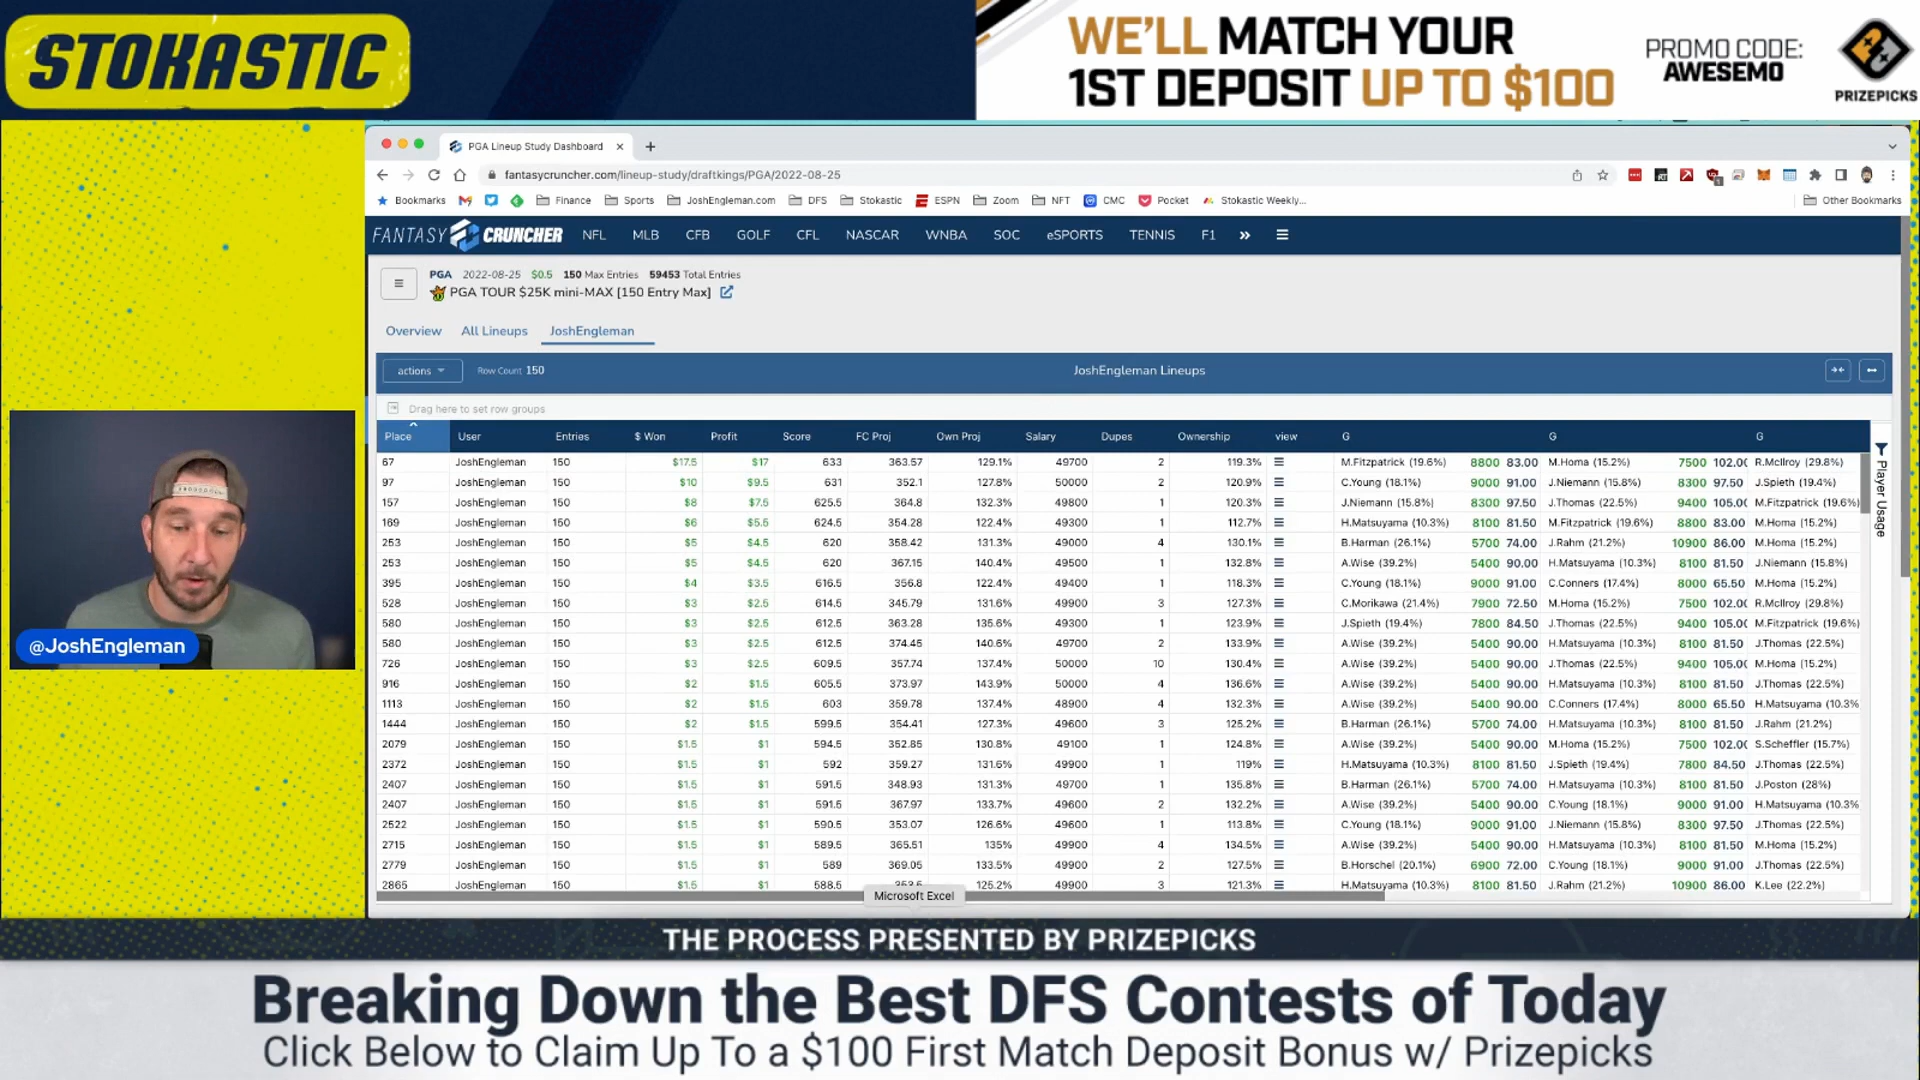 STOKASTIC
WE'LL MATCH YOUR
1ST DEPOSIT UP TO $100
PROMO CODE:
AWESEMO
PRIZEPICKS
PGA Lineup Study Dashboard
fantasycruncher.com/lineup-study/draftkings/PGA/2022-08-25
Bookmarks Finance Sports JoshEngleman.com DFS Stokastic ESPN Zoom NFT CMC Pocket Stokastic Weekly... Other Bookmarks
FANTASY CRUNCHER NFL MLB CFB GOLF CFL NASCAR WNBA SOC eSPORTS TENNIS F1
PGA 2022-08-25 $0.5 150 Max Entries 59453 Total Entries
PGA TOUR $25K mini-MAX [150 Entry Max]
Overview All Lineups JoshEngleman
actions Row Count 150 JoshEngleman Lineups
Drag here to set row groups
Place User Entries $ Won Profit Score FC Proj Own Proj Salary Dupes Ownership view G G G
67 JoshEngleman 150 $17.5 $17 633 363.57 129.1% 49700 2 119.3% M.Fitzpatrick (19.6%) 8800 83.00 M.Homa (15.2%) 7500 102.00 R.McIlroy (29.8%)
97 JoshEngleman 150 $10 $9.5 631 352.1 127.8% 50000 2 120.9% C.Young (18.1%) 9000 91.00 J.Niemann (15.8%) 8300 97.50 J.Spieth (19.4%)
157 JoshEngleman 150 $8 $7.5 625.5 364.8 132.3% 49800 1 120.3% J.Niemann (15.8%) 8300 97.50 J.Thomas (22.5%) 9400 105.00 M.Fitzpatrick (19.6%)
169 JoshEngleman 150 $6 $5.5 624.5 354.28 122.4% 49300 1 112.7% H.Matsuyama (10.3%) 8100 81.50 M.Fitzpatrick (19.6%) 8800 83.00 M.Homa (15.2%)
253 JoshEngleman 150 $5 $4.5 620 358.42 131.3% 49000 4 130.1% B.Harman (26.1%) 5700 74.00 J.Rahm (21.2%) 10900 86.00 M.Homa (15.2%)
253 JoshEngleman 150 $5 $4.5 620 367.15 140.4% 49500 1 132.8% A.Wise (39.2%) 5400 90.00 H.Matsuyama (10.3%) 8100 81.50 J.Niemann (15.8%)
395 JoshEngleman 150 $4 $3.5 616.5 356.8 122.4% 49400 1 118.3% C.Young (18.1%) 9000 91.00 C.Conners (17.4%) 8000 65.50 M.Homa (15.2%)
528 JoshEngleman 150 $3 $2.5 614.5 345.79 131.6% 49900 3 127.3% C.Morikawa (21.4%) 7900 72.50 M.Homa (15.2%) 7500 102.00 R.McIlroy (29.8%)
580 JoshEngleman 150 $3 $2.5 612.5 363.28 135.6% 49300 1 123.9% J.Spieth (19.4%) 7800 84.50 J.Thomas (22.5%) 9400 105.00 M.Fitzpatrick (19.6%)
580 JoshEngleman 150 $3 $2.5 612.5 374.45 140.6% 49700 2 133.9% A.Wise (39.2%) 5400 90.00 H.Matsuyama (10.3%) 8100 81.50 J.Thomas (22.5%)
726 JoshEngleman 150 $3 $2.5 609.5 357.74 137.4% 50000 10 130.4% A.Wise (39.2%) 5400 90.00 J.Thomas (22.5%) 9400 105.00 M.Homa (15.2%)
916 JoshEngleman 150 $2 $1.5 605.5 373.97 143.9% 50000 4 136.6% A.Wise (39.2%) 5400 90.00 H.Matsuyama (10.3%) 8100 81.50 J.Thomas (22.5%)
1113 JoshEngleman 150 $2 $1.5 603 359.78 137.4% 48900 4 132.3% A.Wise (39.2%) 5400 90.00 C.Conners (17.4%) 8000 65.50 H.Matsuyama (10.3%
1444 JoshEngleman 150 $2 $1.5 599.5 354.41 127.3% 49600 3 125.2% B.Harman (26.1%) 5700 74.00 H.Matsuyama (10.3%) 8100 81.50 J.Rahm (21.2%)
2079 JoshEngleman 150 $1.5 $1 594.5 352.85 130.8% 49100 1 124.8% A.Wise (39.2%) 5400 90.00 M.Homa (15.2%) 7500 102.00 S.Scheffler (15.7%)
2372 JoshEngleman 150 $1.5 $1 592 359.27 131.6% 49900 1 119% H.Matsuyama (10.3%) 8100 81.50 J.Spieth (19.4%) 7800 84.50 J.Thomas (22.5%)
2407 JoshEngleman 150 $1.5 $1 591.5 348.93 131.3% 49700 1 135.8% B.Harman (26.1%) 5700 74.00 H.Matsuyama (10.3%) 8100 81.50 J.Poston (28%)
2407 JoshEngleman 150 $1.5 $1 591.5 367.97 133.7% 49600 2 132.2% A.Wise (39.2%) 5400 90.00 C.Young (18.1%) 9000 91.00 H.Matsuyama (10.3%
2522 JoshEngleman 150 $1.5 $1 590.5 353.07 126.6% 49600 1 113.8% C.Young (18.1%) 9000 91.00 J.Niemann (15.8%) 8300 97.50 J.Thomas (22.5%)
2715 JoshEngleman 150 $1.5 $1 589.5 365.51 135% 49900 4 134.5% A.Wise (39.2%) 5400 90.00 H.Matsuyama (10.3%) 8100 81.50 M.Homa (15.2%)
2779 JoshEngleman 150 $1.5 $1 589 369.05 133.5% 49900 2 127.5% B.Horschel (20.1%) 6900 72.00 C.Young (18.1%) 9000 91.00 J.Thomas (22.5%)
2865 JoshEngleman 150 $1.5 $1 588.5 125.2% 49900 3 121.3% H.Matsuyama (10.3%) 8100 81.50 J.Rahm (21.2%) 10900 86.00 K.Lee (22.2%)
Player Usage
Microsoft Excel
@JoshEngleman
THE PROCESS PRESENTED BY PRIZEPICKS
Breaking Down the Best DFS Contests of Today
Click Below to Claim Up To a $100 First Match Deposit Bonus w/ Prizepicks